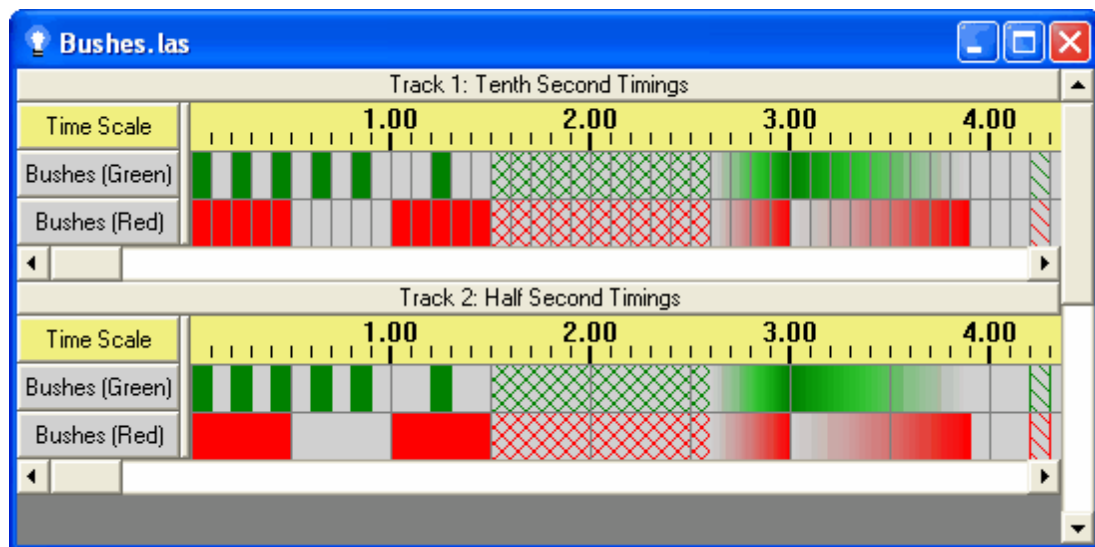 Bushes.las
Track 1: Tenth Second Timings
Time Scale 1.00 2.00 3.00 4.00
Bushes (Green)
Bushes (Red)
Track 2: Half Second Timings
Time Scale 1.00 2.00 3.00 4.00
Bushes (Green)
Bushes (Red)